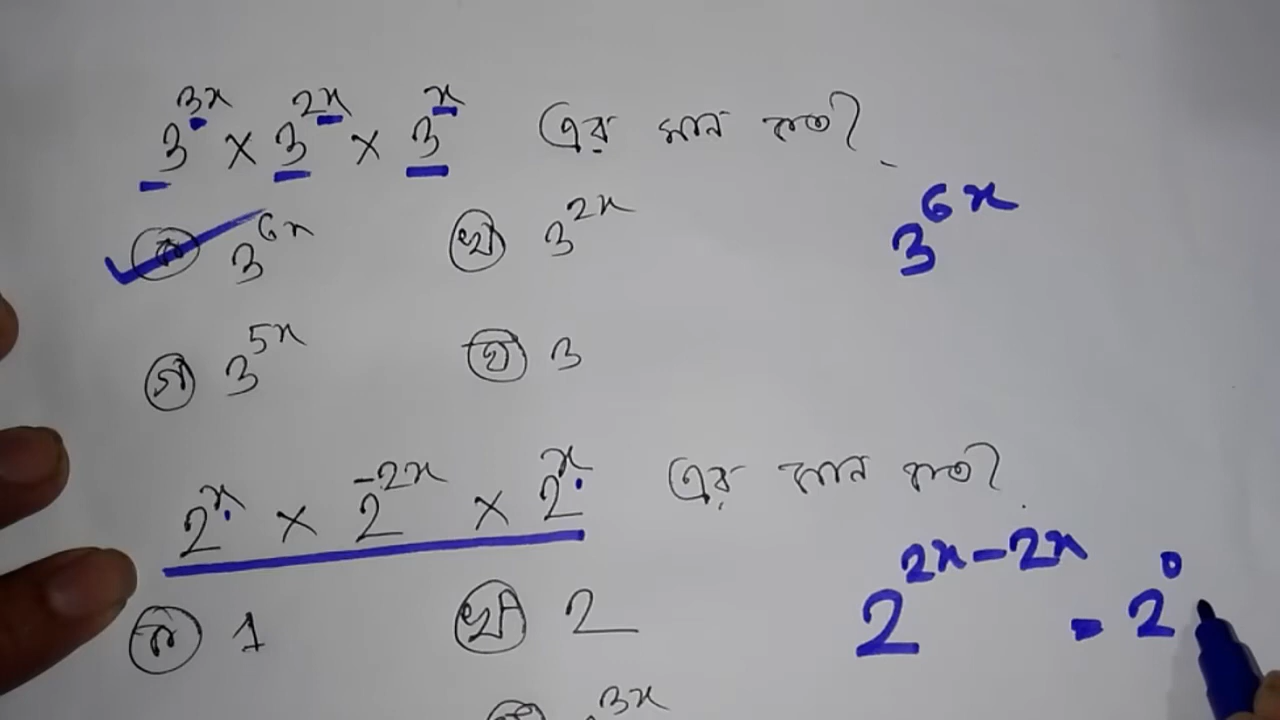 3^{3x} × 3^{2x} × 3^{x} এর মান কত?
ক 3^{6x} খ 3^{2x} 3^{6x}
গ 3^{5x} ঘ 3
2^{x} × 2^{-2x} × 2^{x} এর মান কত?
2^{2x-2x} = 2^{0}
ক 1 খ 2
3x